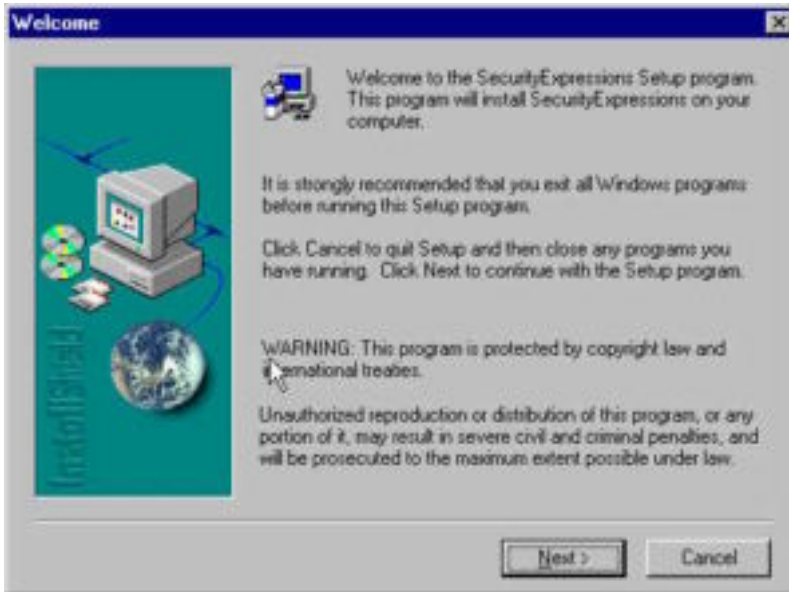 Welcome
Welcome to the SecurityExpressions Setup program.
This program will install SecurityExpressions on your
computer.
It is strongly recommended that you exit all Windows programs
before running this Setup program.
Click Cancel to quit Setup and then close any programs you
have running. Click Next to continue with the Setup program.
WARNING: This program is protected by copyright law and
international treaties.
Unauthorized reproduction or distribution of this program, or any
portion of it, may result in severe civil and criminal penalties, and
will be prosecuted to the maximum extent possible under law.
InstallShield
Next >
Cancel